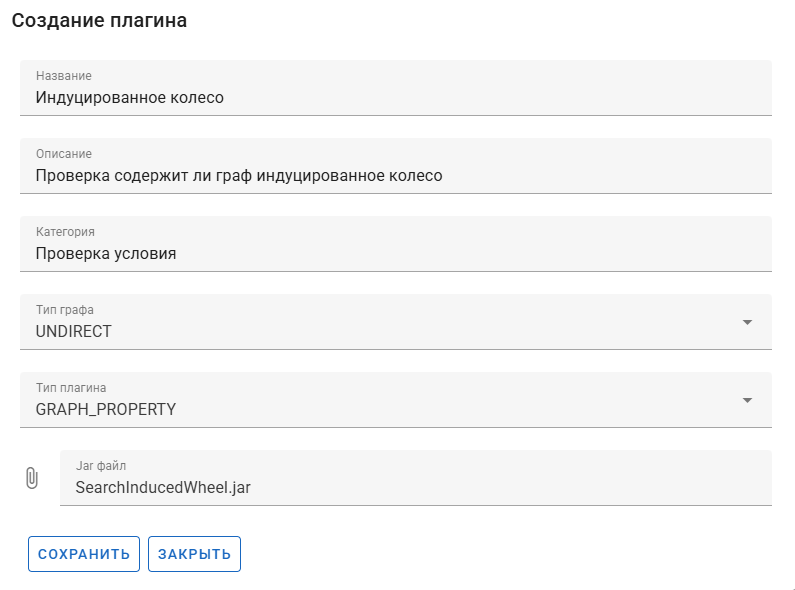 Создание плагина
Название
Индуцированное колесо
Описание
Проверка содержит ли граф индуцированное колесо
Категория
Проверка условия
Тип графа
UNDIRECT
Тип плагина
GRAPH_PROPERTY
Jar файл
SearchInducedWheel.jar
СОХРАНИТЬ ЗАКРЫТЬ